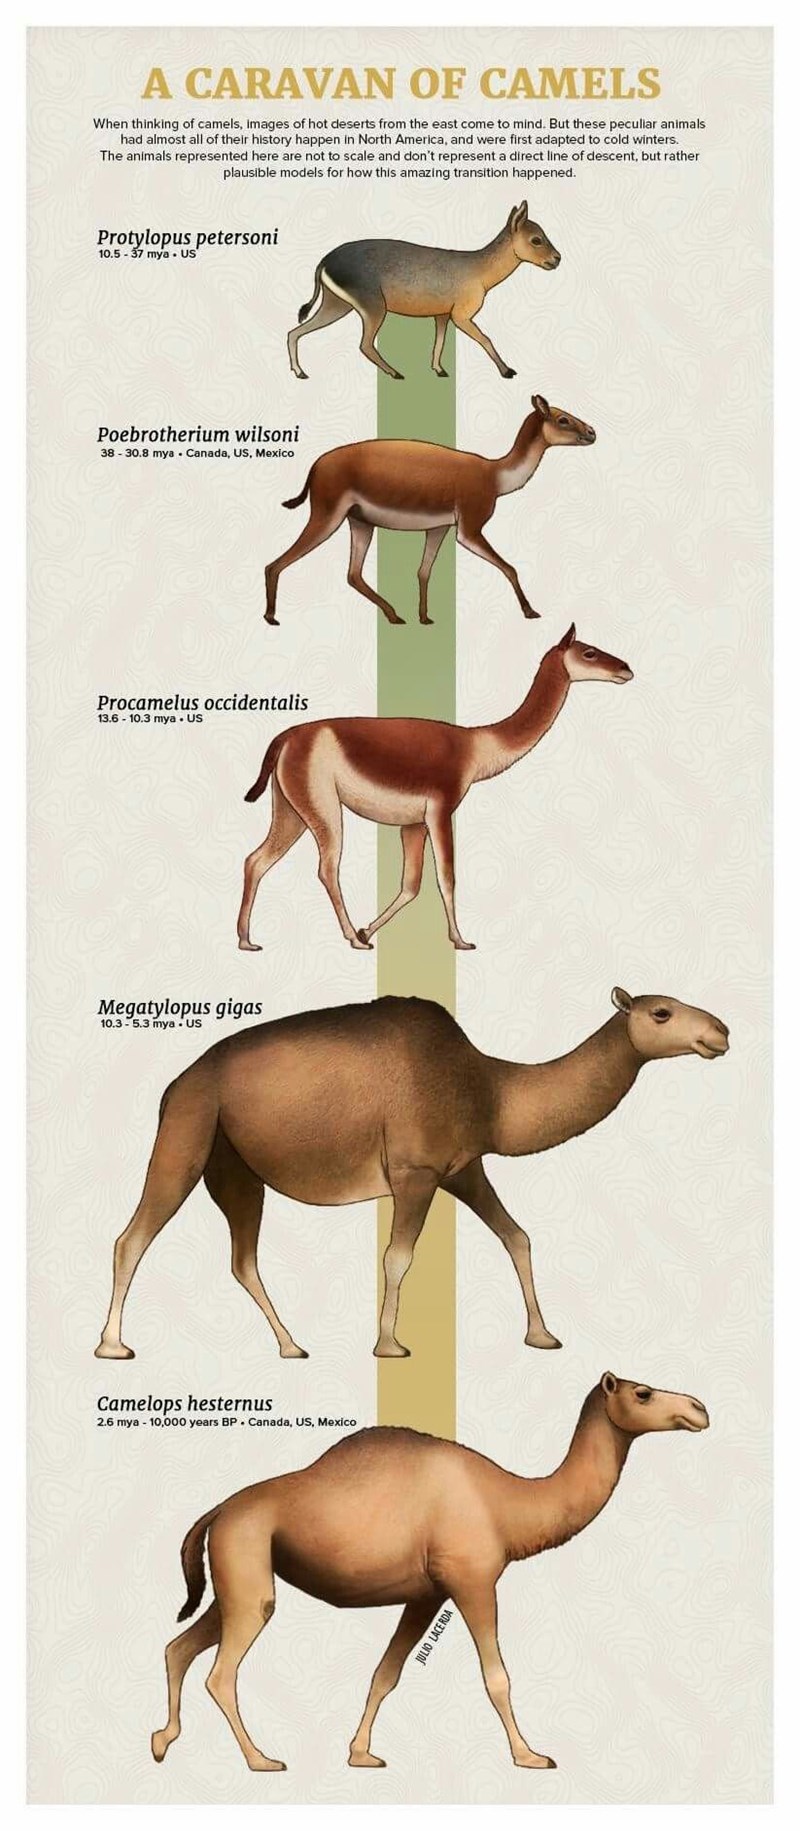 A CARAVAN OF CAMELS
When thinking of camels, images of hot deserts from the east come to mind. But these peculiar animals
had almost all of their history happen in North America, and were first adapted to cold winters.
The animals represented here are not to scale and don't represent a direct line of descent, but rather
plausible models for how this amazing transition happened.
Protylopus petersoni
10.5 - 37 mya • US
Poebrotherium wilsoni
38 - 30.8 mya • Canada, US, Mexico
Procamelus occidentalis
13.6 - 10.3 mya • US
Megatylopus gigas
10.3 - 5.3 mya • US
Camelops hesternus
2.6 mya - 10,000 years BP • Canada, US, Mexico
JULIO LACERDA